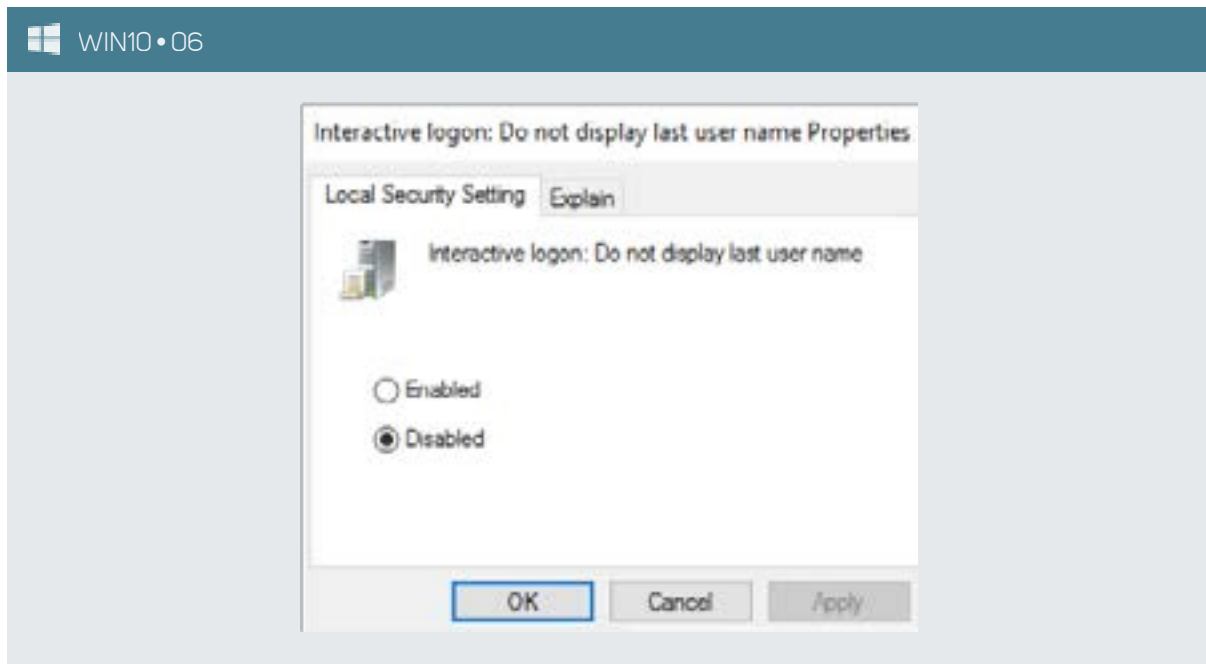 WIN10 • 06
Interactive logon: Do not display last user name Properties
Local Security Setting Explain
Interactive logon: Do not display last user name
Enabled
Disabled
OK Cancel Apply